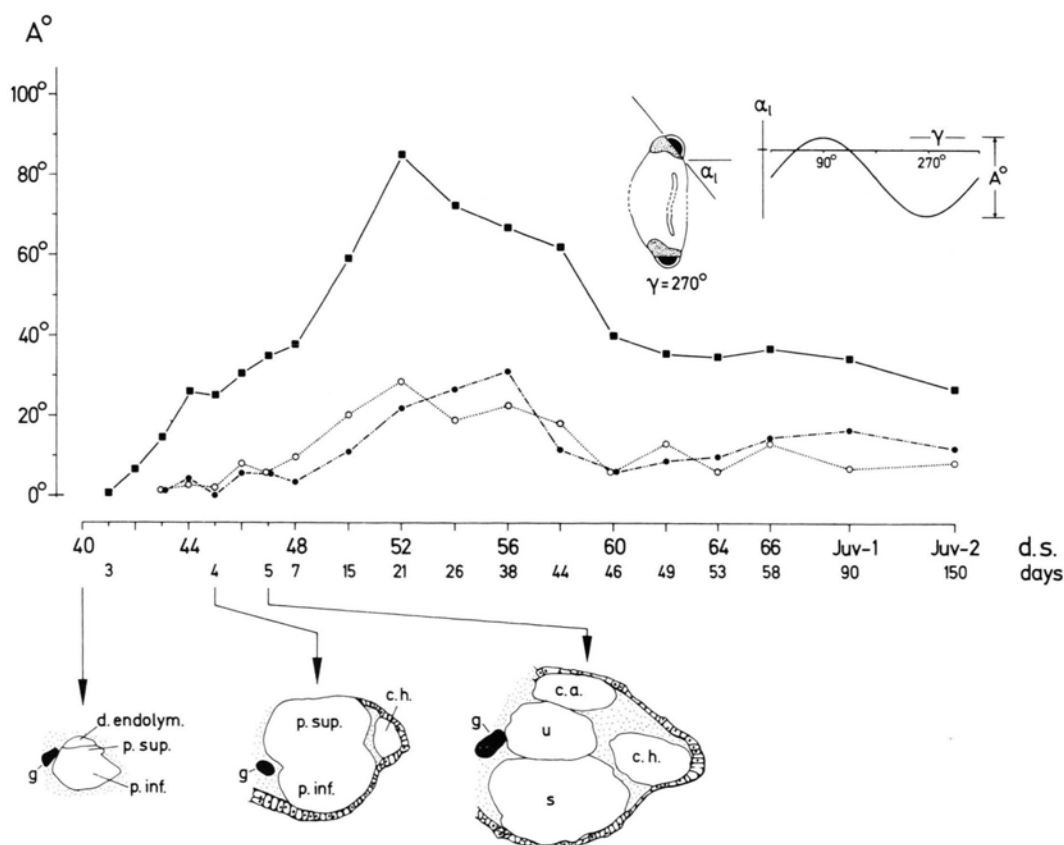 A°
100°
80°
60°
40°
20°
0°
αₗ
γ = 270°
αₗ
γ
90°
270°
A°
40 44 48 52 56 60 64 66 Juv-1 Juv-2 d.s.
3 4 5 7 15 21 26 38 44 46 49 53 58 90 150 days
d. endolym.
p. sup.
g
p. inf.
p. sup.
c.h.
g
p. inf.
c.a.
g
u
c.h.
s